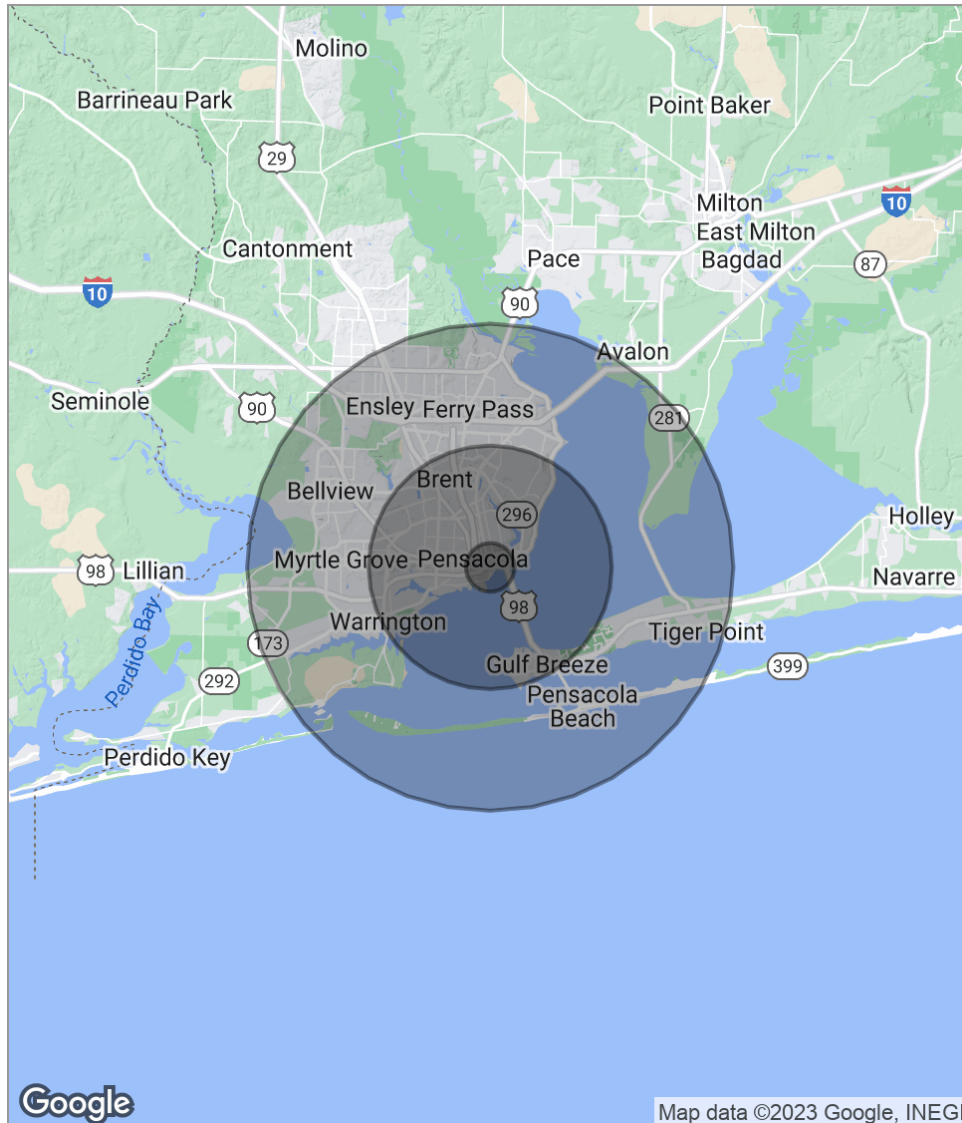 Molino
Barrineau Park
Point Baker
29
Milton
10
East Milton
Cantonment
Pace
Bagdad
87
10
90
Avalon
Seminole
90
Ensley
Ferry Pass
281
Brent
Bellview
296
Holley
Myrtle Grove
Pensacola
98
Lillian
Navarre
98
Warrington
Tiger Point
173
Perdido Bay
Gulf Breeze
399
292
Pensacola
Beach
Perdido Key
Google
Map data ©2023 Google, INEGI